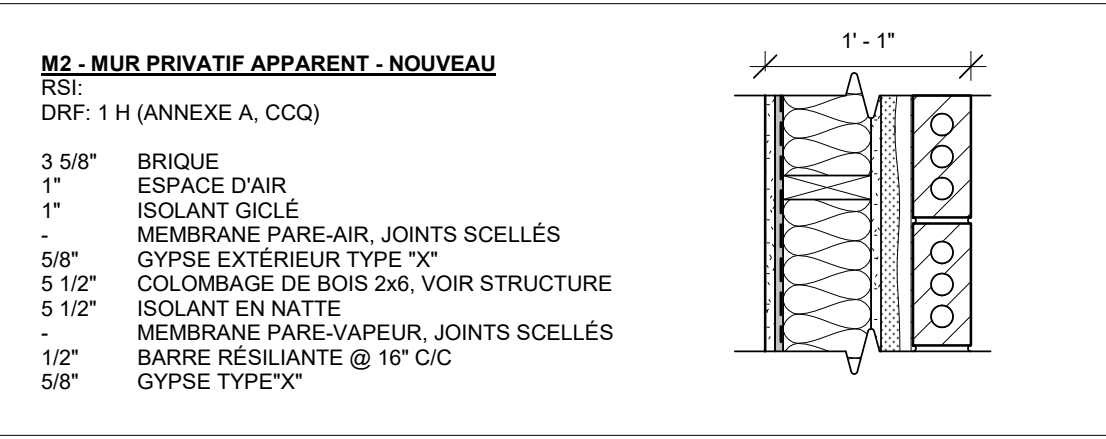 M2 - MUR PRIVATIF APPARENT - NOUVEAU
RSI:
DRF: 1 H (ANNEXE A, CCQ)
3 5/8" BRIQUE
1" ESPACE D'AIR
1" ISOLANT GICLÉ
- MEMBRANE PARE-AIR, JOINTS SCELLÉS
5/8" GYPSE EXTÉRIEUR TYPE "X"
5 1/2" COLOMBAGE DE BOIS 2x6, VOIR STRUCTURE
5 1/2" ISOLANT EN NATTE
- MEMBRANE PARE-VAPEUR, JOINTS SCELLÉS
1/2" BARRE RÉSILIANTE @ 16" C/C
5/8" GYPSE TYPE"X"
1' - 1"